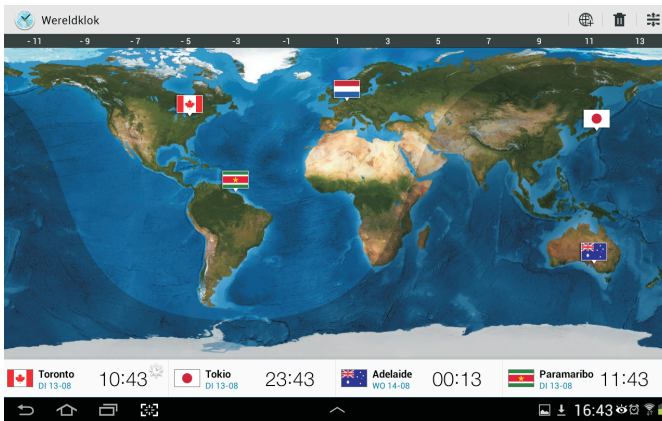 Wereldklok
- 11 - 9 -7 -5 -3 -1 1 3 5 7 9 11 13
Toronto
DI 13-08
10:43
Tokio
DI 13-08
23:43
Adelaide
WO 14-08
00:13
Paramaribo
DI 13-08
11:43
16:43